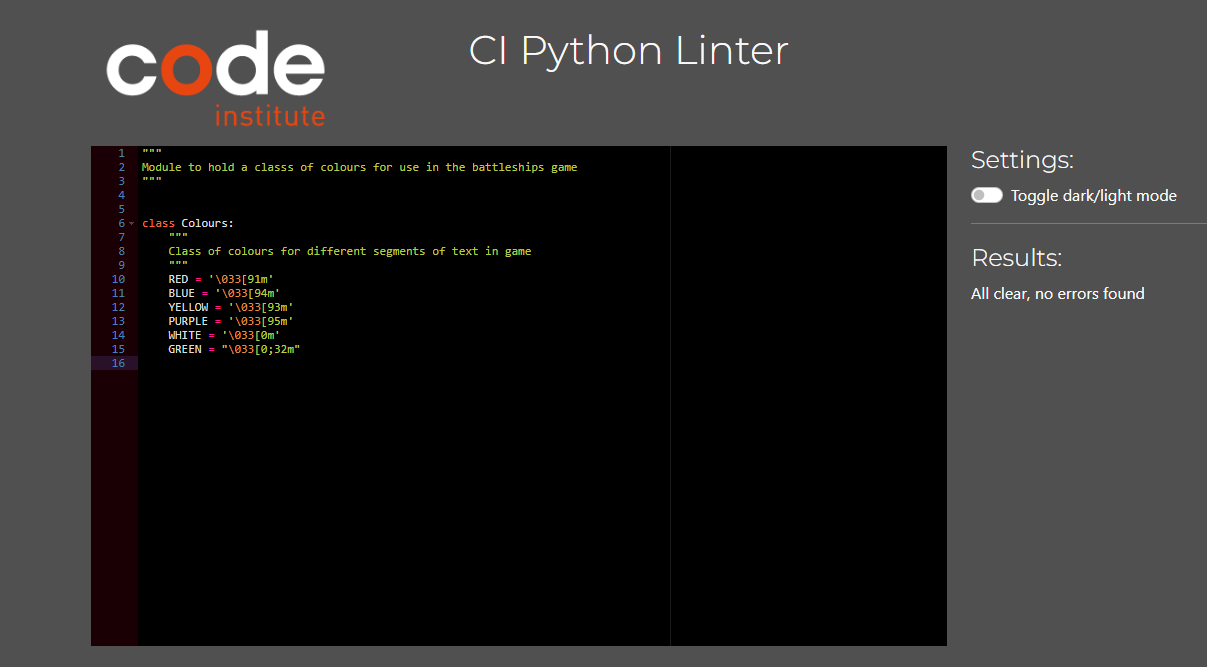 code
institute
CI Python Linter
1 """
2 Module to hold a classs of colours for use in the battleships game
3 """
4
5
6 class Colours:
7     """
8     Class of colours for different segments of text in game
9     """
10     RED = '\033[91m'
11     BLUE = '\033[94m'
12     YELLOW = '\033[93m'
13     PURPLE = '\033[95m'
14     WHITE = '\033[0m'
15     GREEN = "\033[0;32m"
16
Settings:
Toggle dark/light mode
Results:
All clear, no errors found